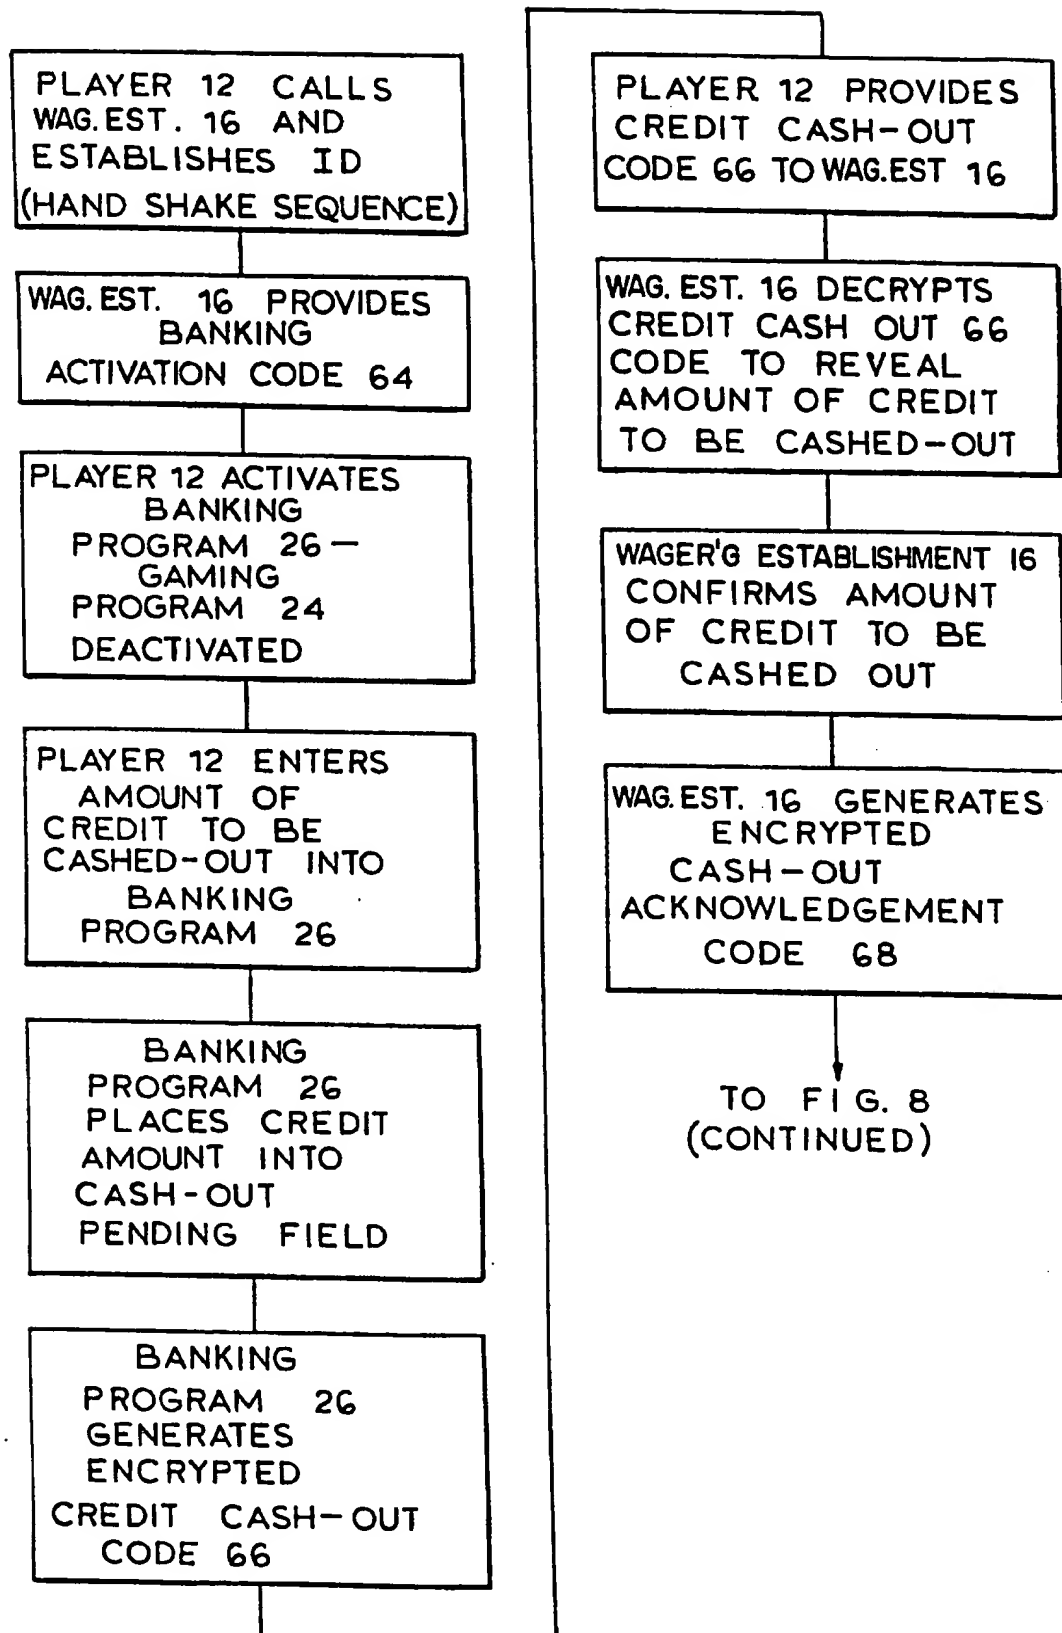 PLAYER 12 CALLS
WAG.EST. 16 AND
ESTABLISHES ID
(HAND SHAKE SEQUENCE)
WAG. EST. 16 PROVIDES
BANKING
ACTIVATION CODE 64
PLAYER 12 ACTIVATES
BANKING
PROGRAM 26 —
GAMING
PROGRAM 24
DEACTIVATED
PLAYER 12 ENTERS
AMOUNT OF
CREDIT TO BE
CASHED-OUT INTO
BANKING
PROGRAM 26
BANKING
PROGRAM 26
PLACES CREDIT
AMOUNT INTO
CASH-OUT
PENDING FIELD
BANKING
PROGRAM 26
GENERATES
ENCRYPTED
CREDIT CASH-OUT
CODE 66
PLAYER 12 PROVIDES
CREDIT CASH-OUT
CODE 66 TO WAG.EST 16
WAG. EST. 16 DECRYPTS
CREDIT CASH OUT 66
CODE TO REVEAL
AMOUNT OF CREDIT
TO BE CASHED-OUT
WAGER'G ESTABLISHMENT 16
CONFIRMS AMOUNT
OF CREDIT TO BE
CASHED OUT
WAG. EST. 16 GENERATES
ENCRYPTED
CASH-OUT
ACKNOWLEDGEMENT
CODE 68
TO FIG. 8
(CONTINUED)